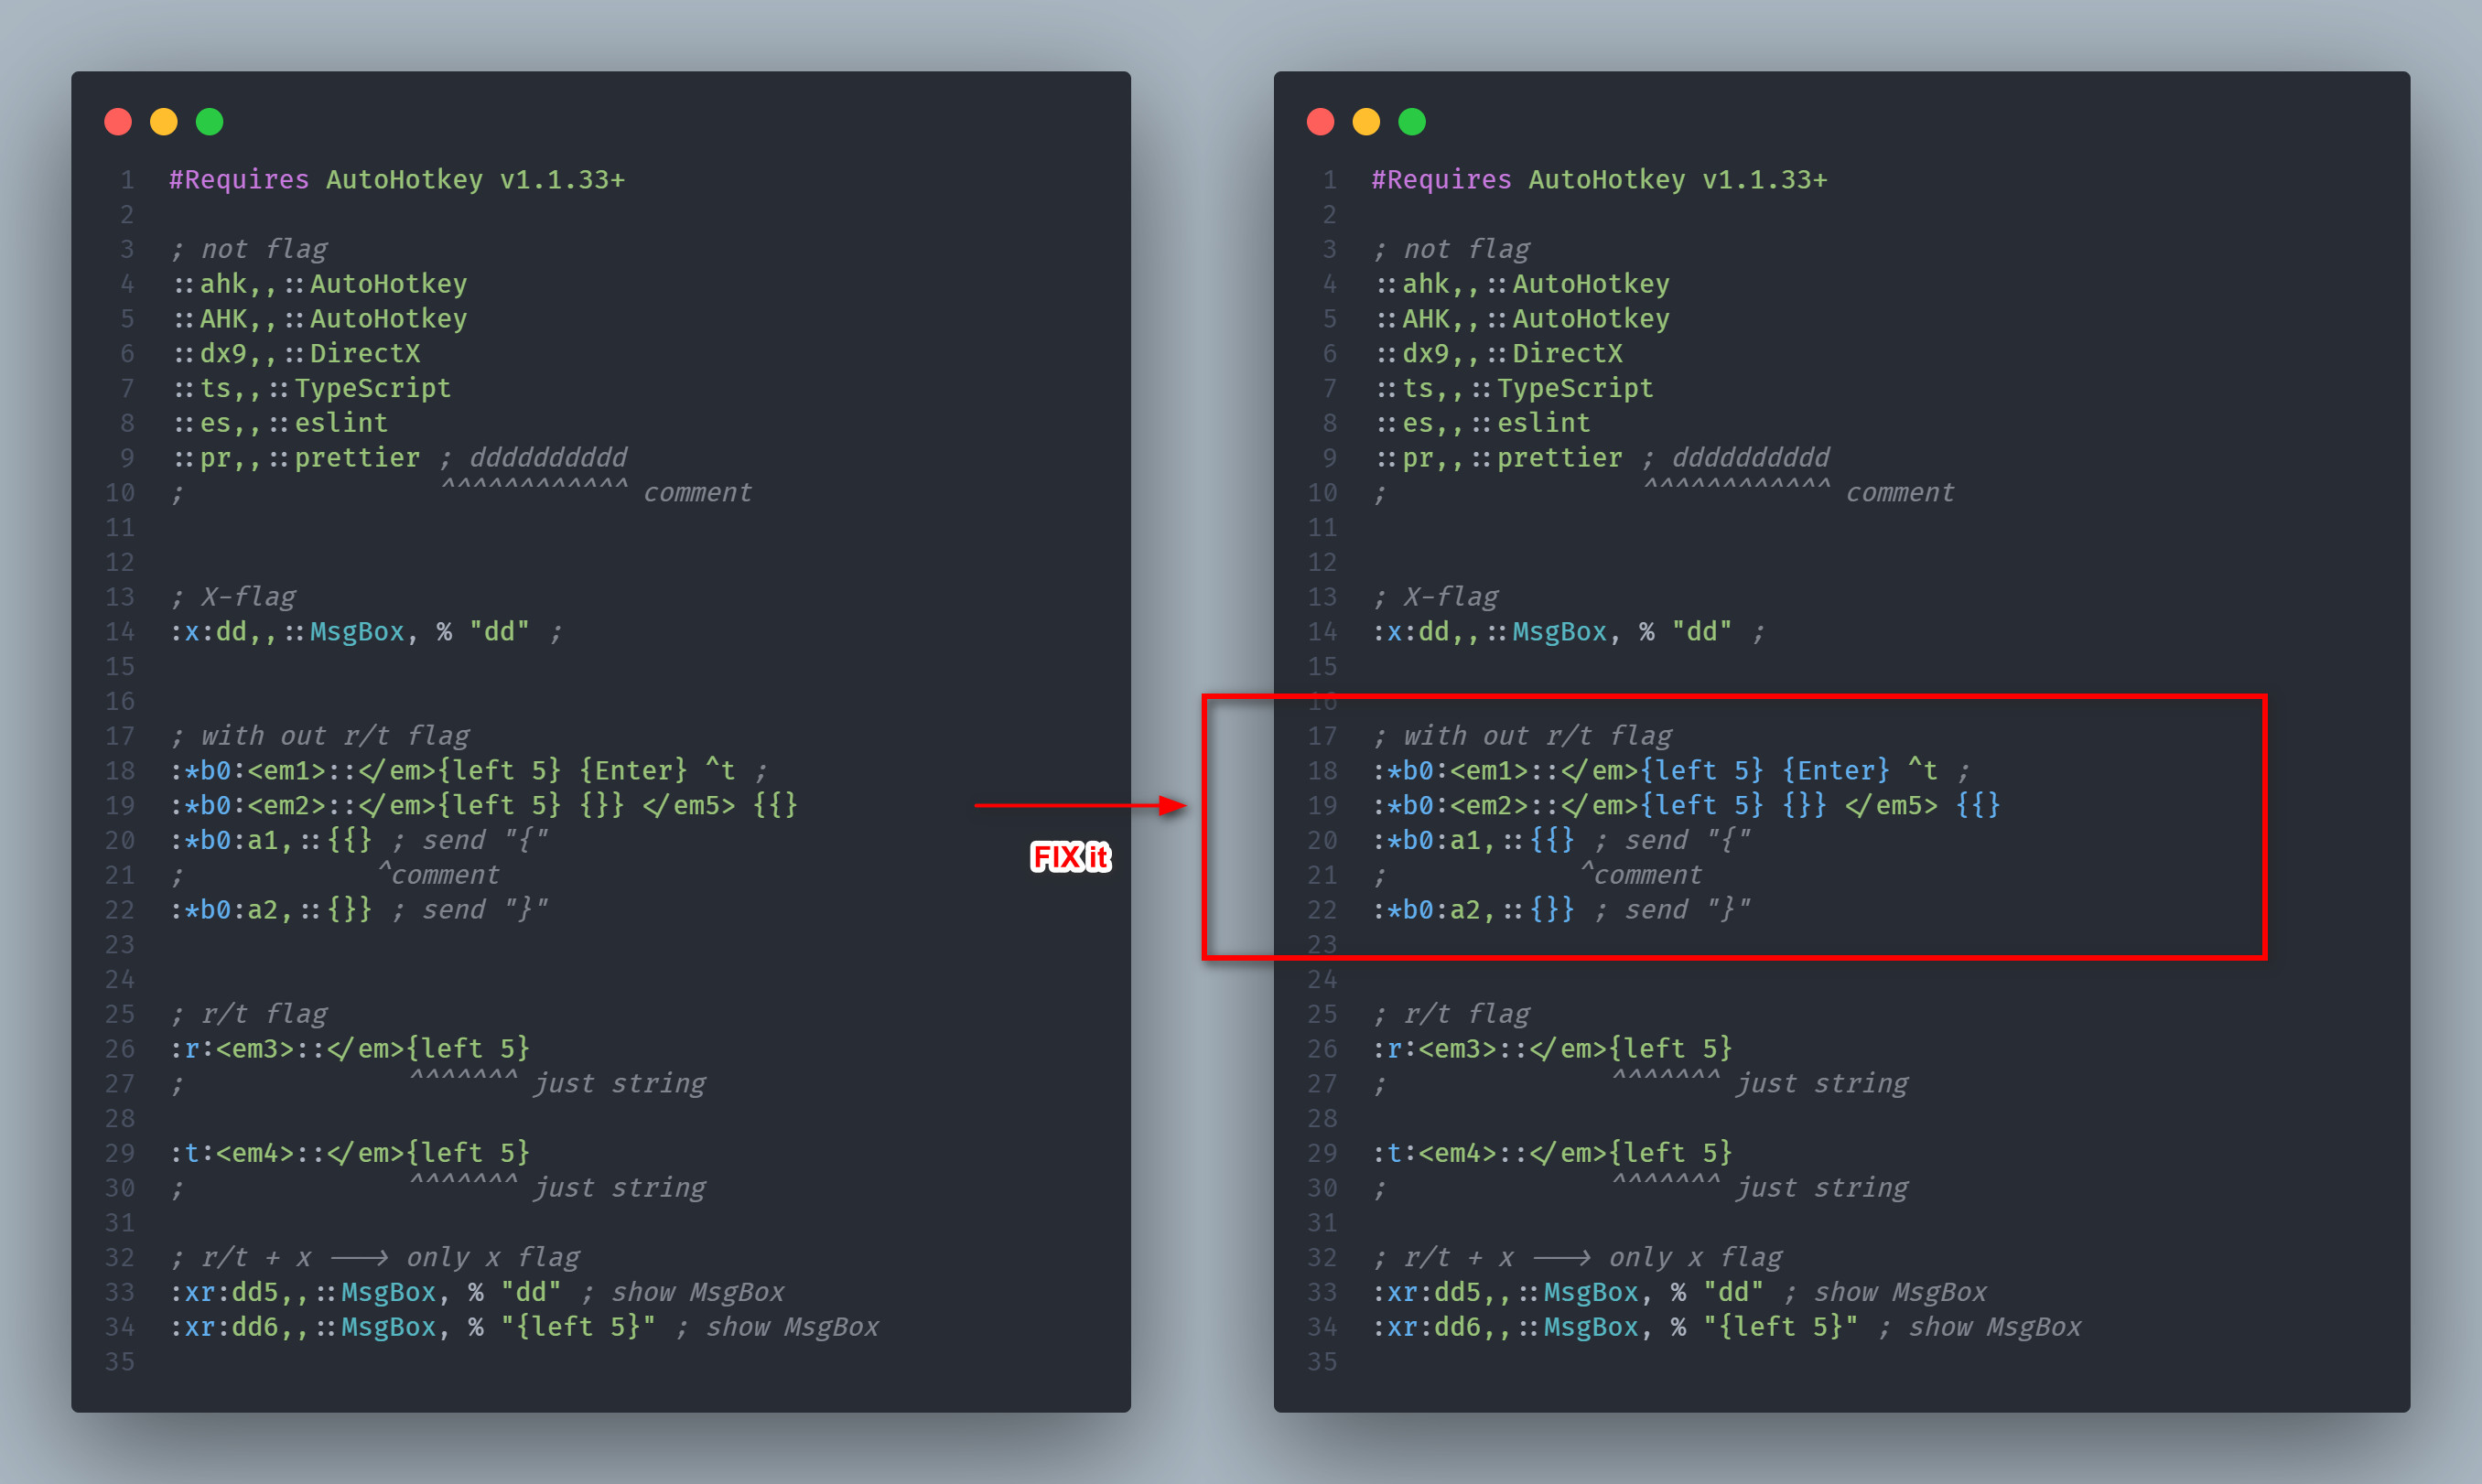 1 #Requires AutoHotkey v1.1.33+
2
3 ; not flag
4 ::ahk,,::AutoHotkey
5 ::AHK,,::AutoHotkey
6 ::dx9,,::DirectX
7 ::ts,,::TypeScript
8 ::es,,::eslint
9 ::pr,,::prettier ; dddddddddd
10 ;                 ^^^^^^^^^^^^ comment
11
12
13 ; X-flag
14 :x:dd,,::MsgBox, % "dd" ;
15
16
17 ; with out r/t flag
18 :*b0:<em1>::</em>{left 5} {Enter} ^t ;
19 :*b0:<em2>::</em>{left 5} {}} </em5> {{}
20 :*b0:a1,::{{} ; send "{"
21 ;             ^comment
22 :*b0:a2,::{}} ; send "}"
23
24
25 ; r/t flag
26 :r:<em3>::</em>{left 5}
27 ;               ^^^^^^^ just string
28
29 :t:<em4>::</em>{left 5}
30 ;               ^^^^^^^ just string
31
32 ; r/t + x ---> only x flag
33 :xr:dd5,,::MsgBox, % "dd" ; show MsgBox
34 :xr:dd6,,::MsgBox, % "{left 5}" ; show MsgBox
35
FIX it
1 #Requires AutoHotkey v1.1.33+
2
3 ; not flag
4 ::ahk,,::AutoHotkey
5 ::AHK,,::AutoHotkey
6 ::dx9,,::DirectX
7 ::ts,,::TypeScript
8 ::es,,::eslint
9 ::pr,,::prettier ; dddddddddd
10 ;                 ^^^^^^^^^^^^ comment
11
12
13 ; X-flag
14 :x:dd,,::MsgBox, % "dd" ;
15
16
17 ; with out r/t flag
18 :*b0:<em1>::</em>{left 5} {Enter} ^t ;
19 :*b0:<em2>::</em>{left 5} {}} </em5> {{}
20 :*b0:a1,::{{} ; send "{"
21 ;             ^comment
22 :*b0:a2,::{}} ; send "}"
23
24
25 ; r/t flag
26 :r:<em3>::</em>{left 5}
27 ;               ^^^^^^^ just string
28
29 :t:<em4>::</em>{left 5}
30 ;               ^^^^^^^ just string
31
32 ; r/t + x ---> only x flag
33 :xr:dd5,,::MsgBox, % "dd" ; show MsgBox
34 :xr:dd6,,::MsgBox, % "{left 5}" ; show MsgBox
35